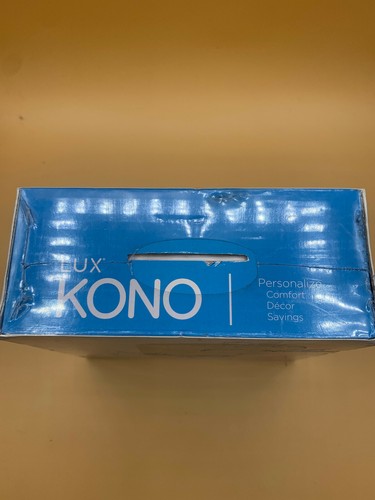 LUX
KONO
Personalize
Comfort
Décor
Savings